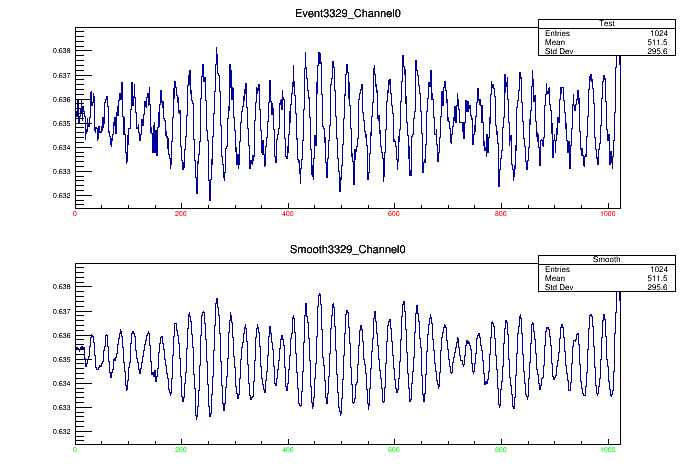 Event3329_Channel0
Test
Entries 1024
Mean 511.5
Std Dev 295.6
0.638
0.637
0.636
0.635
0.634
0.633
0.632
0 200 400 600 800 1000
Smooth3329_Channel0
Smooth
Entries 1024
Mean 511.5
Std Dev 295.6
0.638
0.637
0.636
0.635
0.634
0.633
0.632
0 200 400 600 800 1000